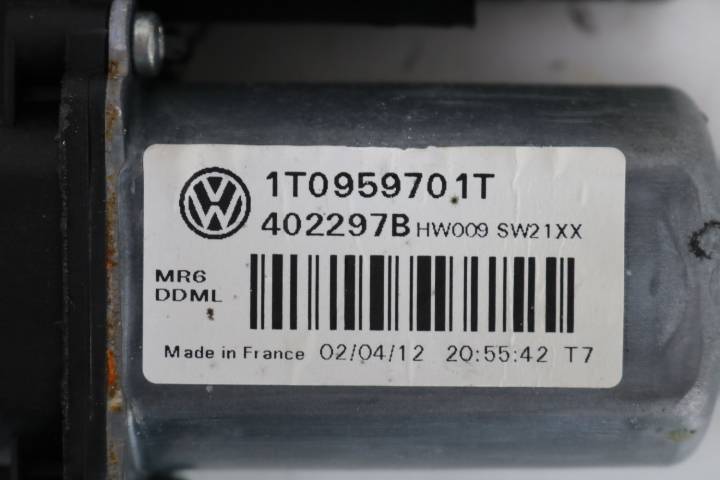 1T0959701T
402297B HW009 SW21XX
MR6
DDML
Made in France 02/04/12 20:55:42 T7